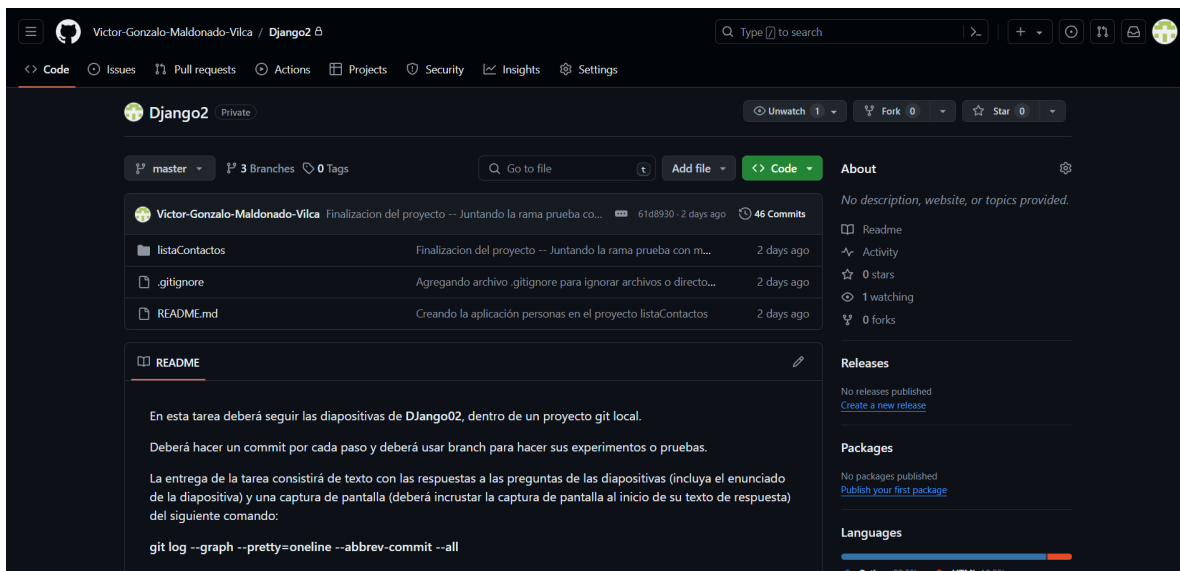 Victor-Gonzalo-Maldonado-Vilca / Django2
Type / to search
Code Issues Pull requests Actions Projects Security Insights Settings
Django2 Private
Unwatch 1 Fork 0 Star 0
master 3 Branches 0 Tags
Go to file t
Add file Code
Victor-Gonzalo-Maldonado-Vilca Finalizacion del proyecto -- Juntando la rama prueba co... 61d8930 · 2 days ago 46 Commits
listaContactos Finalizacion del proyecto -- Juntando la rama prueba con m... 2 days ago
.gitignore Agregando archivo .gitignore para ignorar archivos o directo... 2 days ago
README.md Creando la aplicación personas en el proyecto listaContactos 2 days ago
README
En esta tarea deberá seguir las diapositivas de DJango02, dentro de un proyecto git local.
Deberá hacer un commit por cada paso y deberá usar branch para hacer sus experimentos o pruebas.
La entrega de la tarea consistirá de texto con las respuestas a las preguntas de las diapositivas (incluya el enunciado
de la diapositiva) y una captura de pantalla (deberá incrustar la captura de pantalla al inicio de su texto de respuesta)
del siguiente comando:
git log --graph --pretty=oneline --abbrev-commit --all
About
No description, website, or topics provided.
Readme
Activity
0 stars
1 watching
0 forks
Releases
No releases published
Create a new release
Packages
No packages published
Publish your first package
Languages